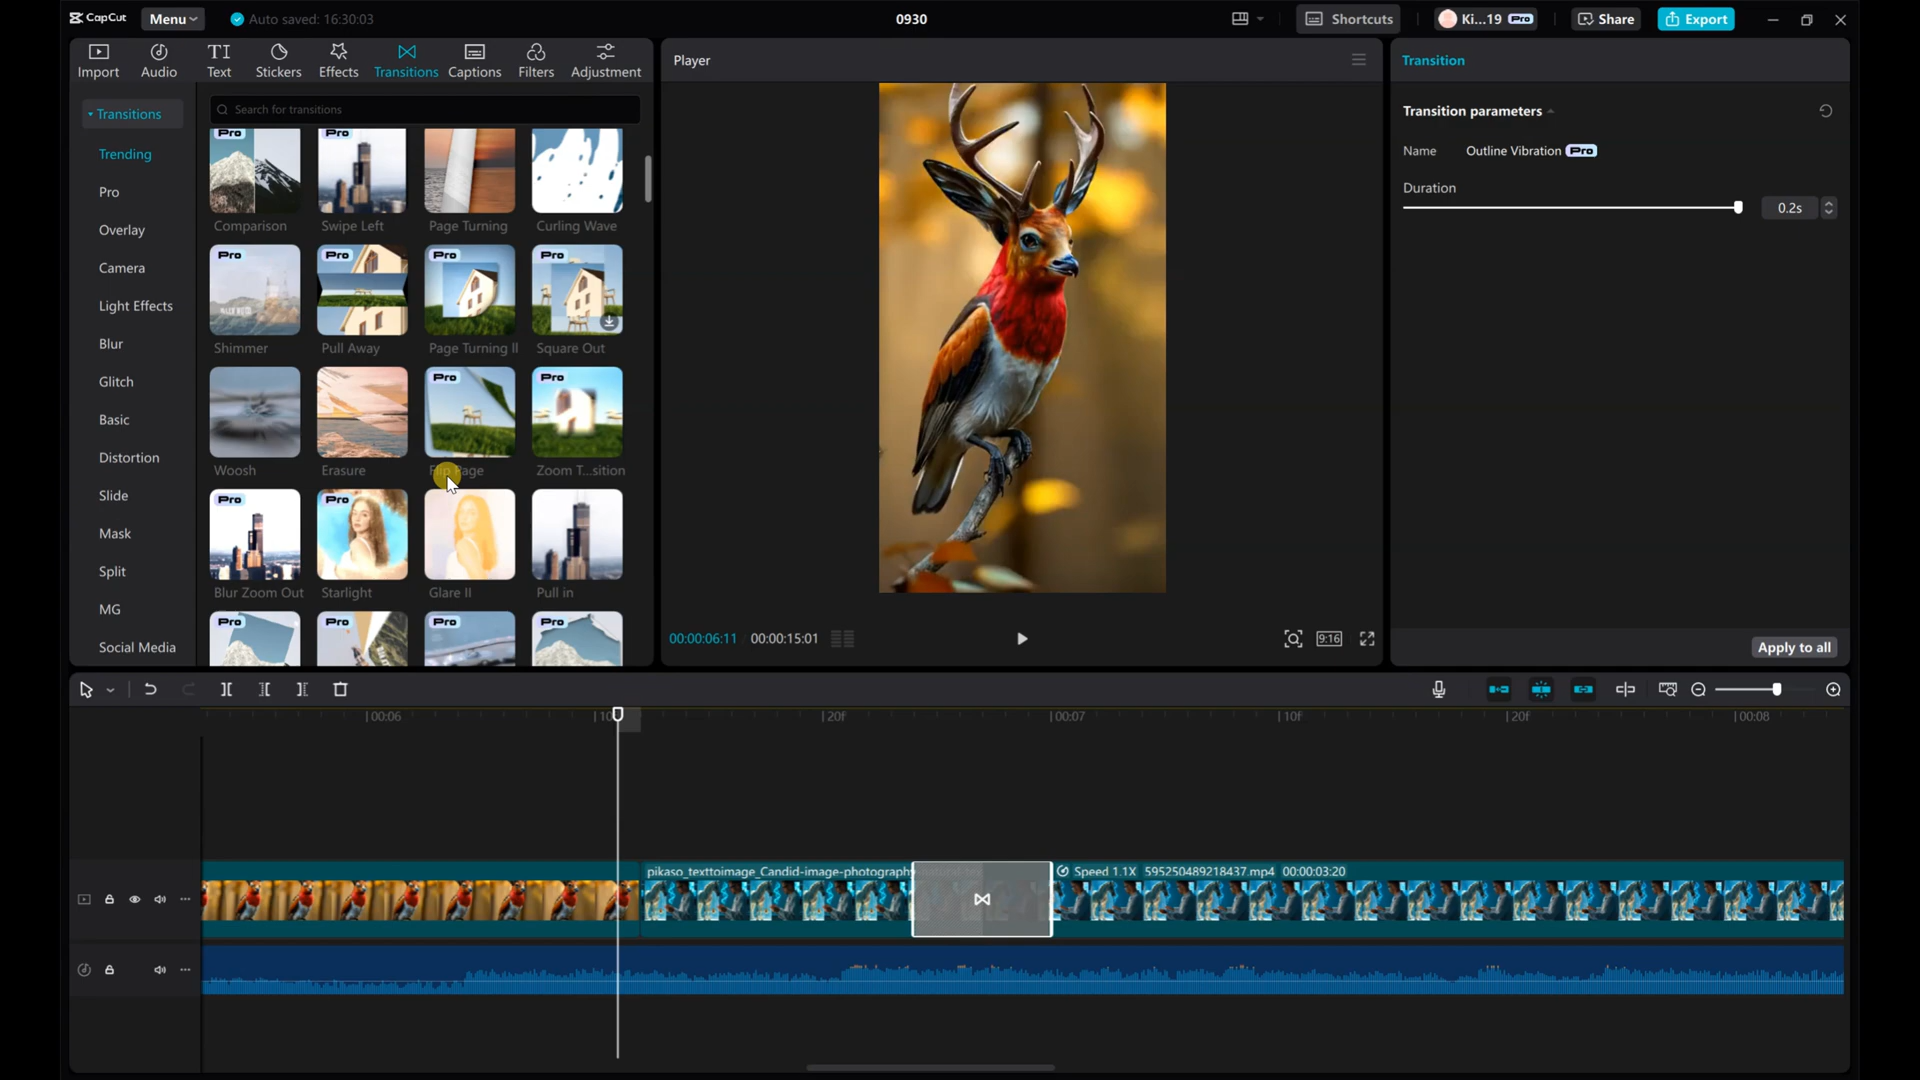 CapCut Menu Auto saved: 16:30:03 0930 Shortcuts Ki...19 Pro Share Export
Import Audio Text Stickers Effects Transitions Captions Filters Adjustment
Player
Transition
Transitions
Search for transitions
Transition parameters
Name Outline Vibration Pro
Duration
0.2s
Trending
Pro
Overlay
Camera
Light Effects
Blur
Glitch
Basic
Distortion
Slide
Mask
Split
MG
Social Media
Pro Pro
Comparison Swipe Left Page Turning Curling Wave
Pro Pro Pro Pro
Shimmer Pull Away Page Turning II Square Out
Pro Pro
Woosh Erasure Flip Page Zoom T...sition
Pro Pro
Blur Zoom Out Starlight Glare II Pull in
Pro Pro Pro Pro
00:00:06:11 00:00:15:01
9:16
Apply to all
00:06 10 20f 00:07 10f 20f 00:08
pikaso_texttoimage_Candid-image-photography
Speed 1.1X 595250489218437.mp4 00:00:03:20